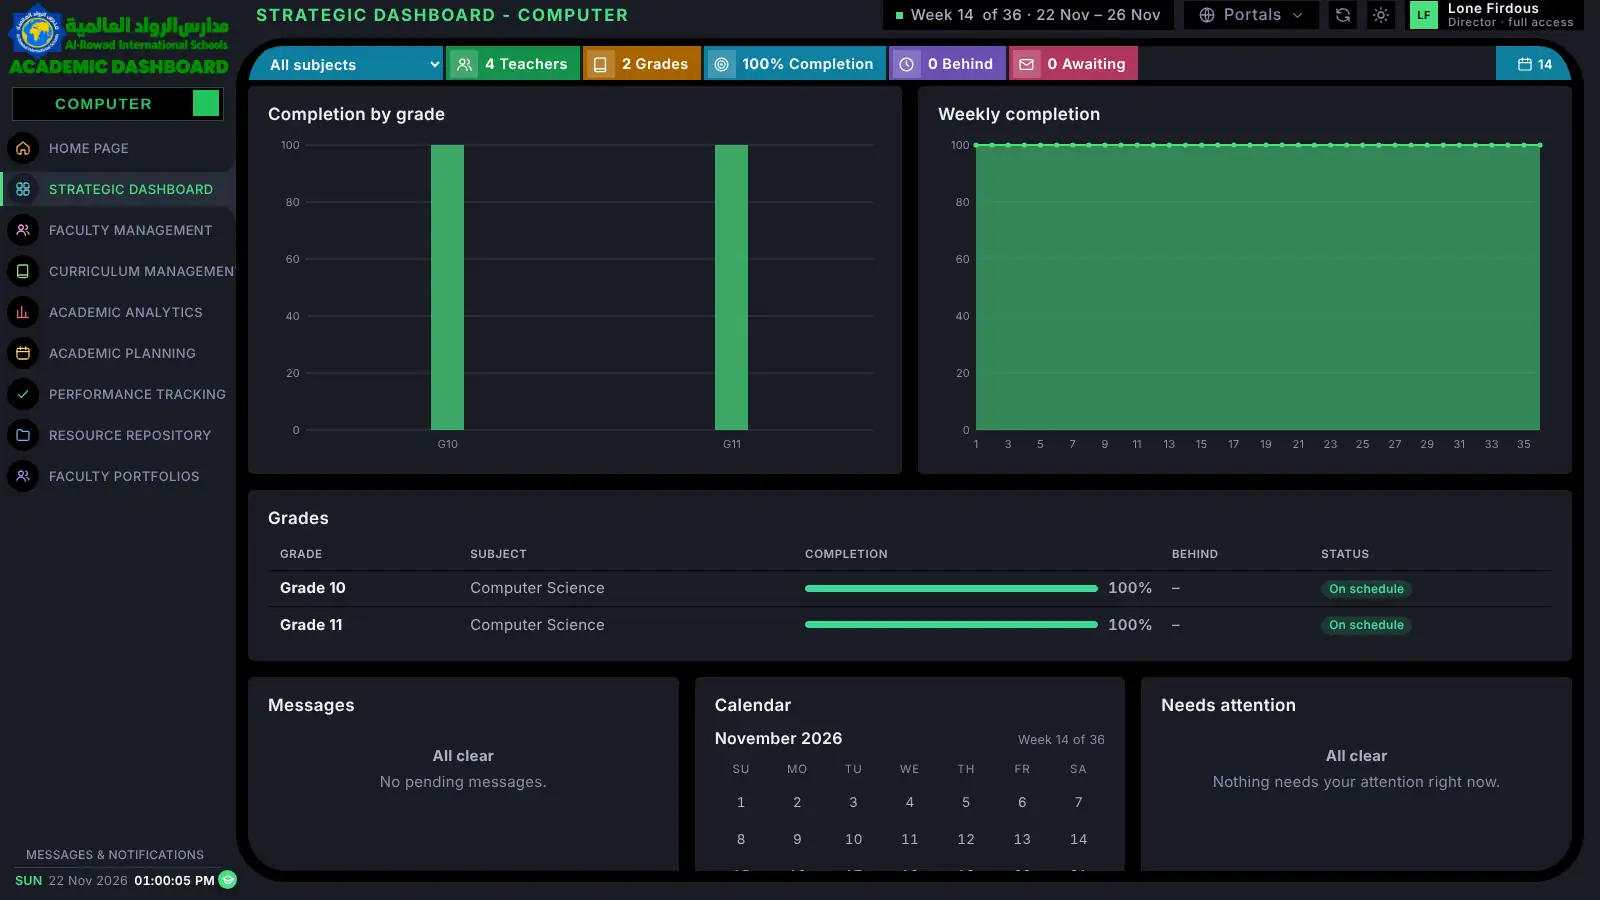 مدارس الرواد العالمية
Al-Rowad International Schools
ACADEMIC DASHBOARD
COMPUTER
HOME PAGE
STRATEGIC DASHBOARD
FACULTY MANAGEMENT
CURRICULUM MANAGEMEN
ACADEMIC ANALYTICS
ACADEMIC PLANNING
PERFORMANCE TRACKING
RESOURCE REPOSITORY
FACULTY PORTFOLIOS
MESSAGES & NOTIFICATIONS
SUN 22 Nov 2026 01:00:05 PM
STRATEGIC DASHBOARD - COMPUTER
Week 14 of 36 · 22 Nov – 26 Nov
Portals
LF
Lone Firdous
Director · full access
All subjects
4 Teachers
2 Grades
100% Completion
0 Behind
0 Awaiting
14
Completion by grade
100
80
60
40
20
0
G10 G11
Weekly completion
100
80
60
40
20
0
1 3 5 7 9 11 13 15 17 19 21 23 25 27 29 31 33 35
Grades
GRADE SUBJECT COMPLETION BEHIND STATUS
Grade 10 Computer Science 100% – On schedule
Grade 11 Computer Science 100% – On schedule
Messages
All clear
No pending messages.
Calendar
November 2026 Week 14 of 36
SU MO TU WE TH FR SA
1 2 3 4 5 6 7
8 9 10 11 12 13 14
Needs attention
All clear
Nothing needs your attention right now.